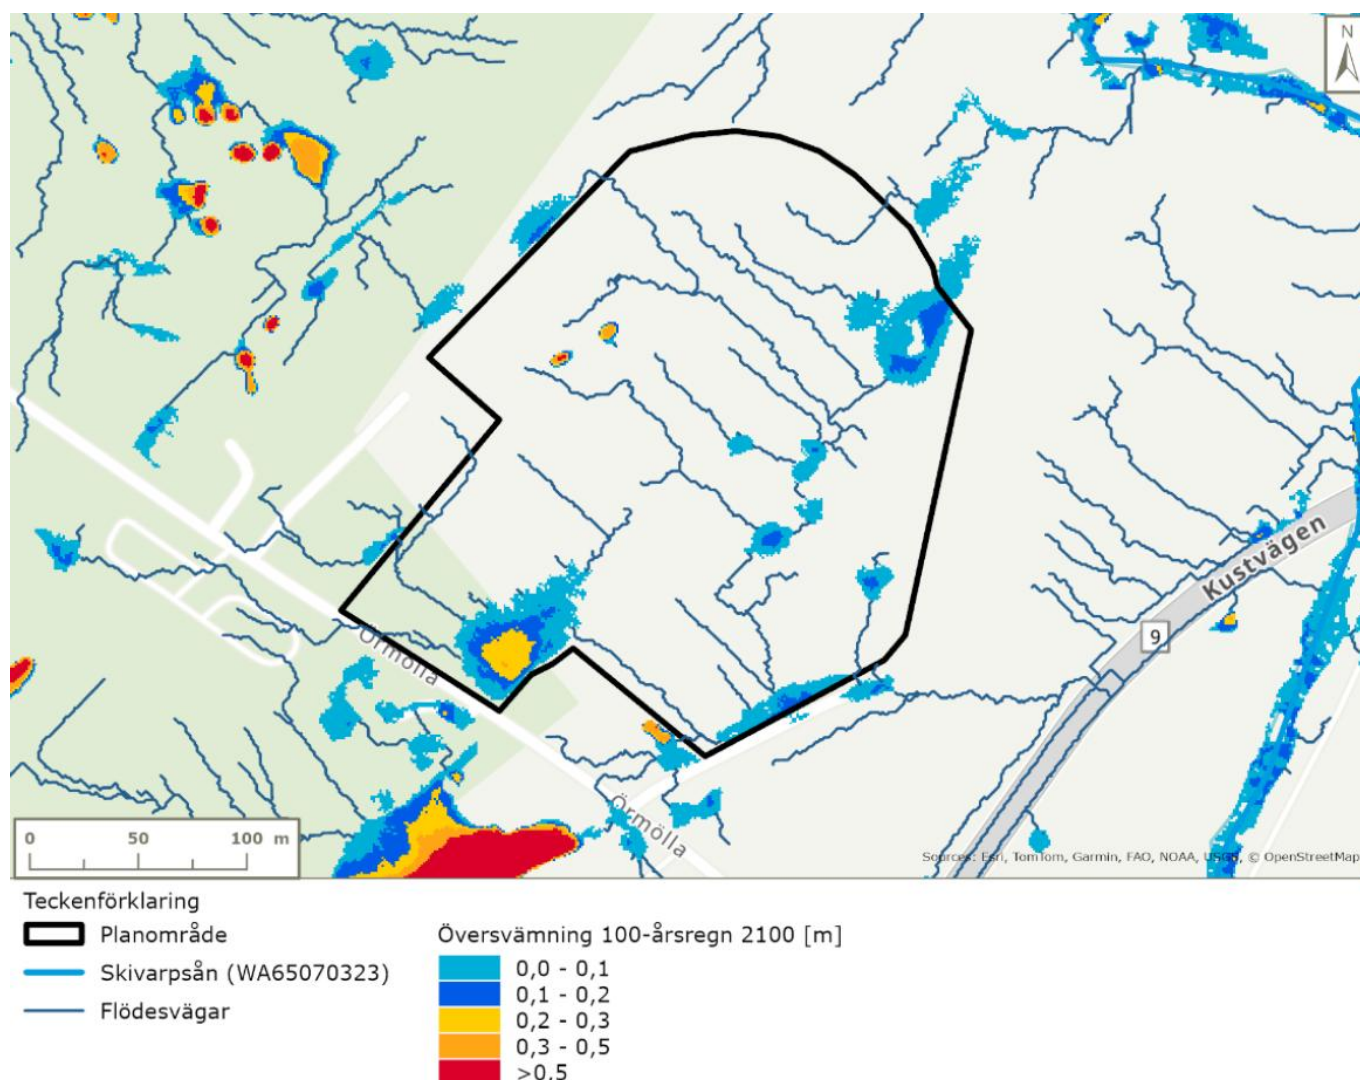 N
Kustvägen
9
Örmölla
Örmölla
0 50 100 m
Sources: Esri, TomTom, Garmin, FAO, NOAA, USGS, © OpenStreetMap
Teckenförklaring
Planområde
Skivarpsån (WA65070323)
Flödesvägar
Översvämning 100-årsregn 2100 [m]
0,0 - 0,1
0,1 - 0,2
0,2 - 0,3
0,3 - 0,5
>0,5